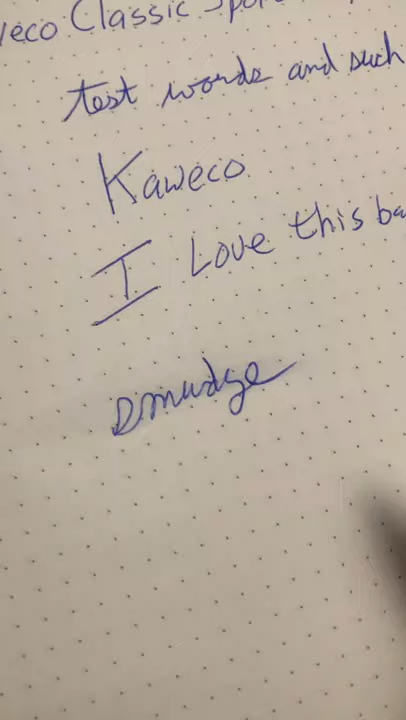 Classic
test words and such
Kaweco
I Love this
smudge